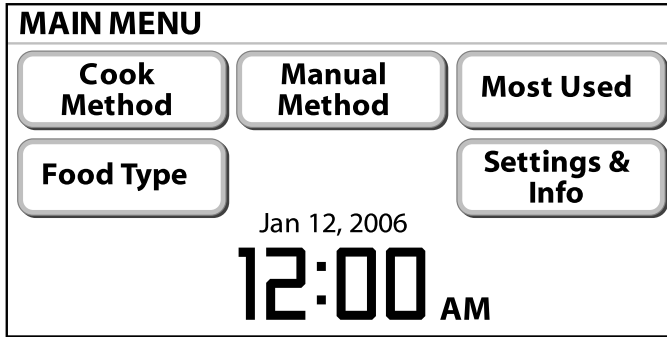 MAIN MENU
Cook
Method
Manual
Method
Most Used
Food Type
Settings &
Info
Jan 12, 2006
12:00 AM